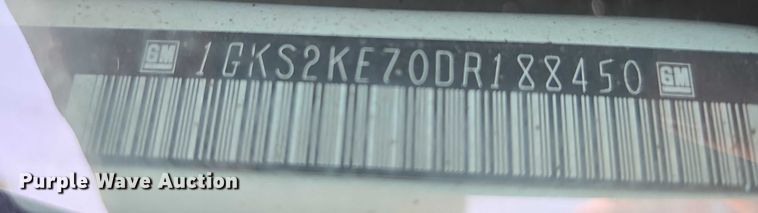 GM 1GKS2KE70DR188450 GM
Purple Wave Auction